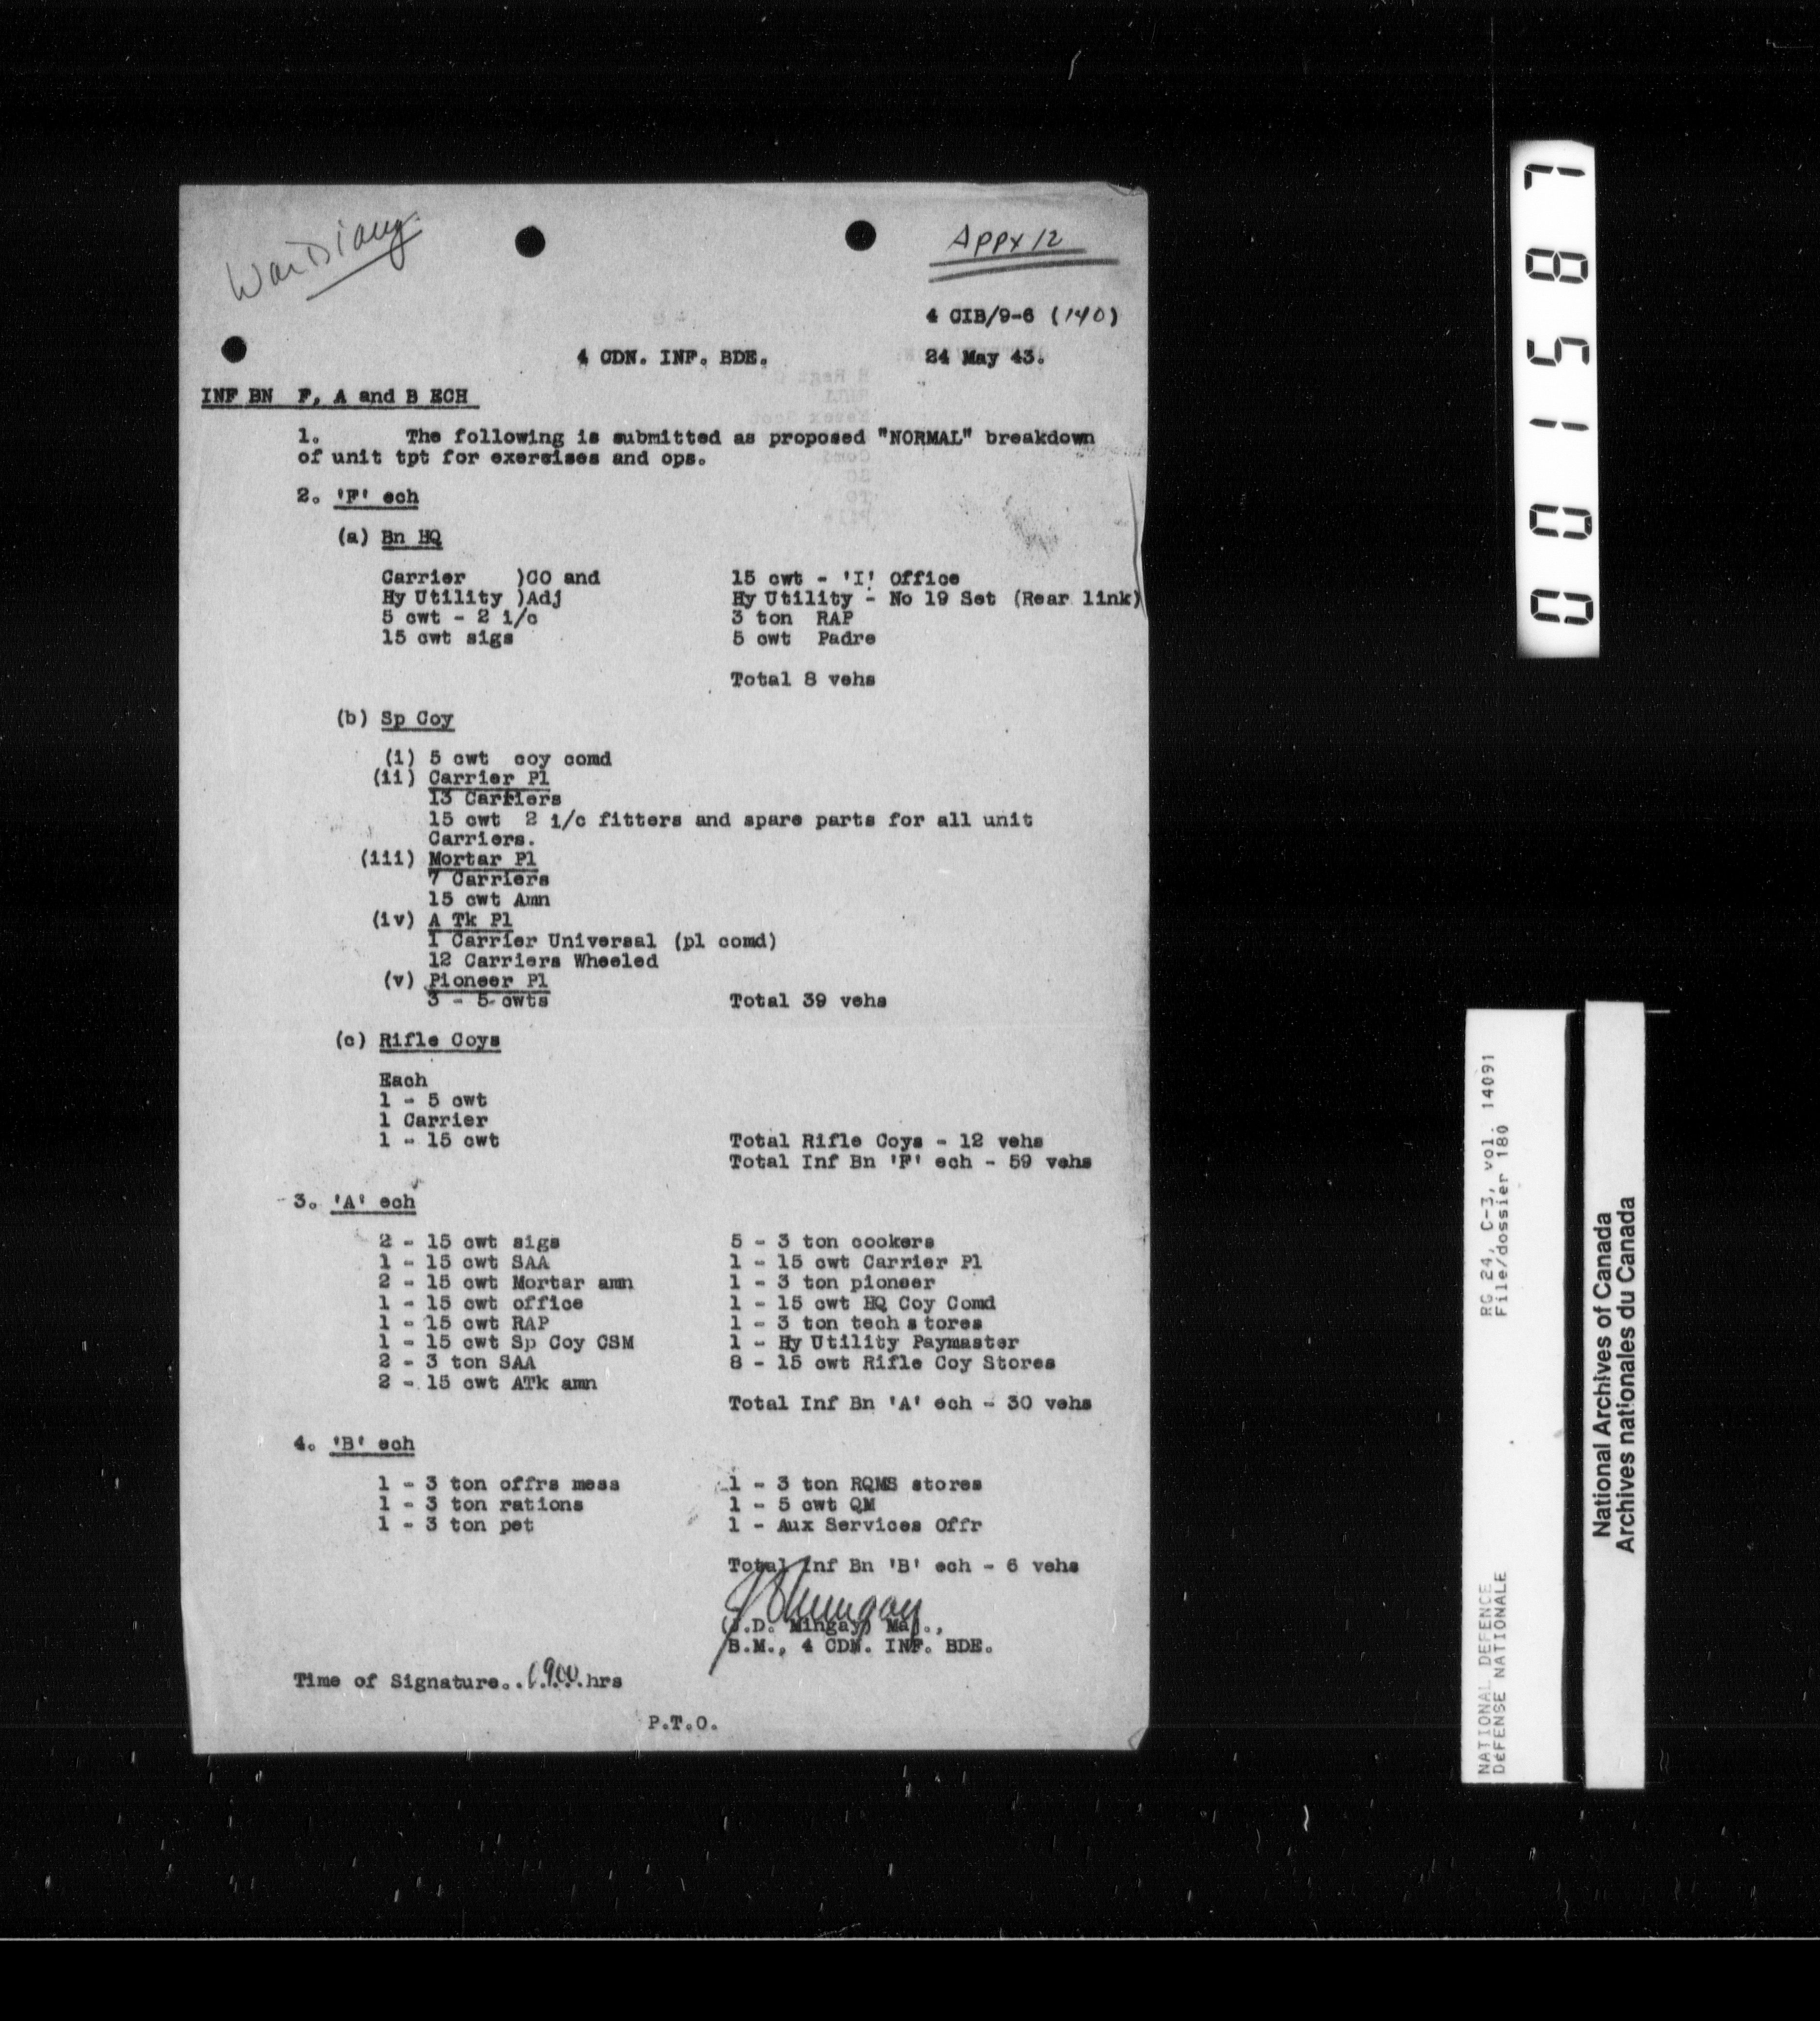 War Diary
Appx 12
4 CIB/9-6 (140)
4 CDN. INF. BDE.
24 May 43.
INF BN F, A and B ECH
1. The following is submitted as proposed "NORMAL" breakdown
of unit tpt for exercises and ops.
2. 'F' ech
(a) Bn HQ
Carrier )CO and
Hy Utility )Adj
5 cwt - 2 i/c
15 cwt sigs
15 cwt - 'I' Office
Hy Utility - No 19 Set (Rear link)
3 ton RAP
5 cwt Padre
Total 8 vehs
(b) Sp Coy
(i) 5 cwt coy comd
(ii) Carrier Pl
13 Carriers
15 cwt 2 i/c fitters and spare parts for all unit
Carriers.
(iii) Mortar Pl
7 Carriers
15 cwt Amn
(iv) A Tk Pl
1 Carrier Universal (pl comd)
12 Carriers Wheeled
(v) Pioneer Pl
3 - 5 cwts Total 39 vehs
(c) Rifle Coys
Each
1 - 5 cwt
1 Carrier
1 - 15 cwt Total Rifle Coys - 12 vehs
Total Inf Bn 'F' ech - 59 vehs
3. 'A' ech
2 - 15 cwt sigs
1 - 15 cwt SAA
2 - 15 cwt Mortar amn
1 - 15 cwt office
1 - 15 cwt RAP
1 - 15 cwt Sp Coy CSM
2 - 3 ton SAA
2 - 15 cwt ATk amn
5 - 3 ton cookers
1 - 15 cwt Carrier Pl
1 - 3 ton pioneer
1 - 15 cwt HQ Coy Comd
1 - 3 ton tech stores
1 - Hy Utility Paymaster
8 - 15 cwt Rifle Coy Stores
Total Inf Bn 'A' ech - 30 vehs
4. 'B' ech
1 - 3 ton offrs mess
1 - 3 ton rations
1 - 3 ton pet
1 - 3 ton RQMS stores
1 - 5 cwt QM
1 - Aux Services Offr
Total Inf Bn 'B' ech - 6 vehs
(J.D. Mingay) Maj.,
B.M., 4 CDN. INF. BDE.
Time of Signature...1900.hrs
P.T.O.
001587
RG 24, C-3, vol. 14091
File/dossier 180
NATIONAL DEFENCE
DÉFENSE NATIONALE
National Archives of Canada
Archives nationales du Canada